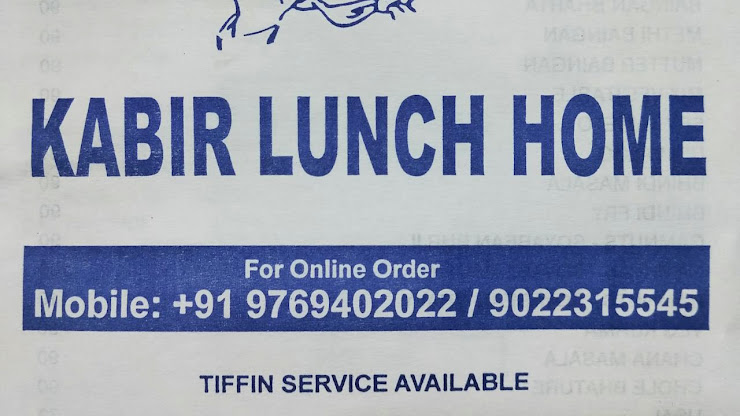 KABIR LUNCH HOME
For Online Order
Mobile: +91 9769402022 / 9022315545
TIFFIN SERVICE AVAILABLE